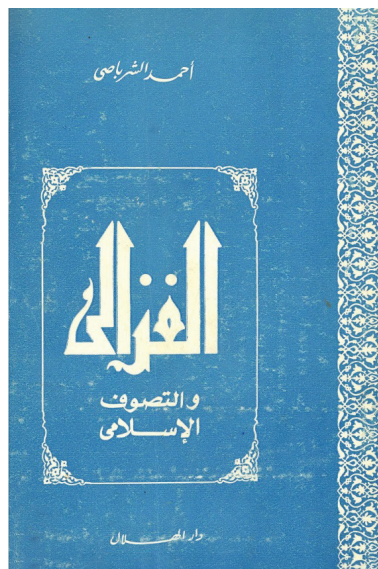 أحمد الشرباصى
الغزالى
والتصوف
الإسلامى
دار الهلال